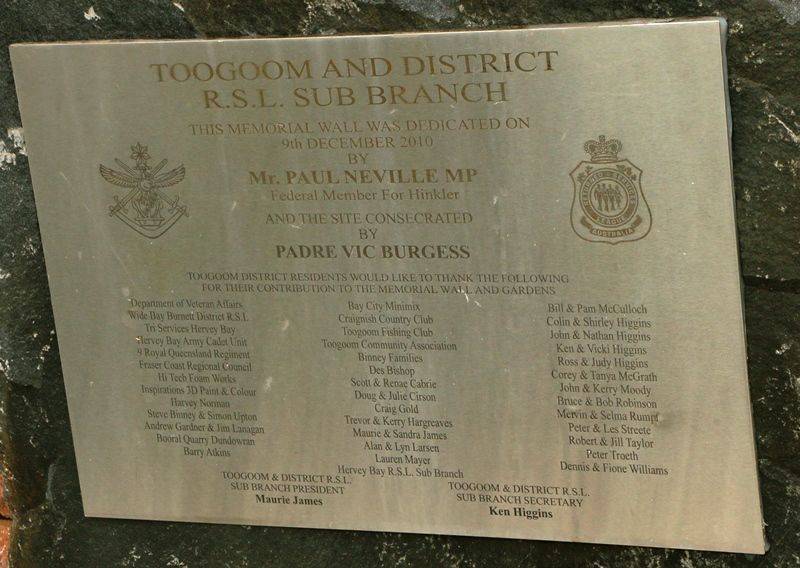 TOOGOOM AND DISTRICT
R.S.L. SUB BRANCH
THIS MEMORIAL WALL WAS DEDICATED ON
9th DECEMBER 2010
BY
Mr. PAUL NEVILLE MP
Federal Member For Hinkler
AND THE SITE CONSECRATED
BY
PADRE VIC BURGESS
LEAGUE
AUSTRALIA
TOOGOOM DISTRICT RESIDENTS WOULD LIKE TO THANK THE FOLLOWING
FOR THEIR CONTRIBUTION TO THE MEMORIAL WALL AND GARDENS
Department of Veteran Affairs
Wide Bay Burnett District R.S.L
Tri Services Hervey Bay
Hervey Bay Army Cadet Unit
9 Royal Queensland Regiment
Fraser Coast Regional Council
Hi Tech Foam Works
Inspirations 3D Paint & Colour
Harvey Norman
Steve Binney & Simon Upton
Andrew Gardner & Jim Lanagan
Booral Quarry Dundowran
Barry Atkins
Bay City Minimix
Craignish Country Club
Toogoom Fishing Club
Toogoom Community Association
Binney Families
Des Bishop
Scott & Renae Cabrie
Doug & Julie Cirson
Craig Gold
Trevor & Kerry Hargreaves
Maurie & Sandra James
Alan & Lyn Larsen
Lauren Mayer
Hervey Bay R.S.L. Sub Branch
Bill & Pam McCulloch
Colin & Shirley Higgins
John & Nathan Higgins
Ken & Vicki Higgins
Ross & Judy Higgins
Corey & Tanya McGrath
John & Kerry Moody
Bruce & Bob Robinson
Mervin & Selma Rumpf
Peter & Les Streete
Robert & Jill Taylor
Peter Troeth
Dennis & Fione Williams
TOOGOOM & DISTRICT R.S.L.
SUB BRANCH PRESIDENT
Maurie James
TOOGOOM & DISTRICT R.S.L.
SUB BRANCH SECRETARY
Ken Higgins